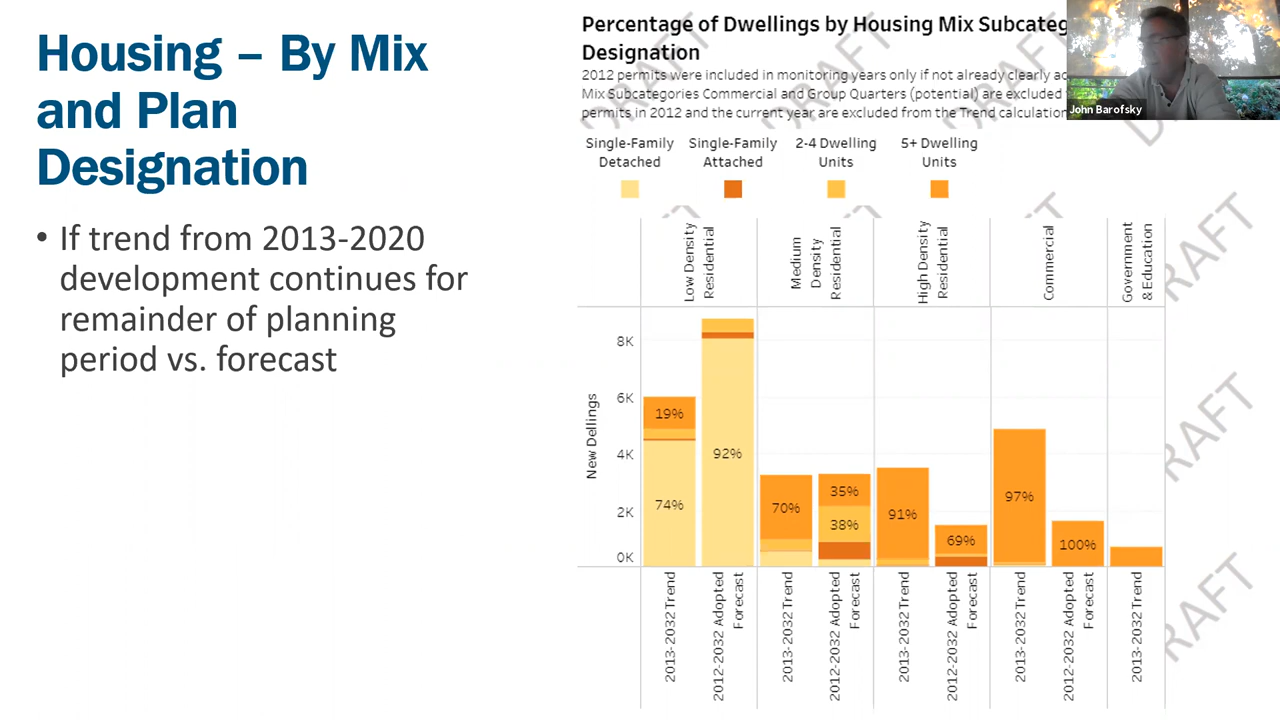 Housing – By Mix
and Plan
Designation
• If trend from 2013-2020
development continues for
remainder of planning
period vs. forecast
Percentage of Dwellings by Housing Mix
Designation
2012 permits were included in monitoring years only if not already clearly
Mix Subcategories Commercial and Group Quarters (potential) are excluded
permits in 2012 and the current year are excluded from the Trend calculation
John Barofsky
Single-Family
Detached
Single-Family
Attached
2-4 Dwelling
Units
5+ Dwelling
Units
Low Density
Residential
Medium
Density
Residential
High Density
Residential
Commercial
Government
& Education
New Dellings
8K
6K
4K
2K
0K
19%
74%
92%
70%
35%
38%
91%
69%
97%
100%
2013-2032 Trend
2012-2032 Adopted
Forecast
2013-2032 Trend
2012-2032 Adopted
Forecast
2013-2032 Trend
2012-2032 Adopted
Forecast
2013-2032 Trend
2012-2032 Adopted
Forecast
2013-2032 Trend
DRAFT
DRAFT